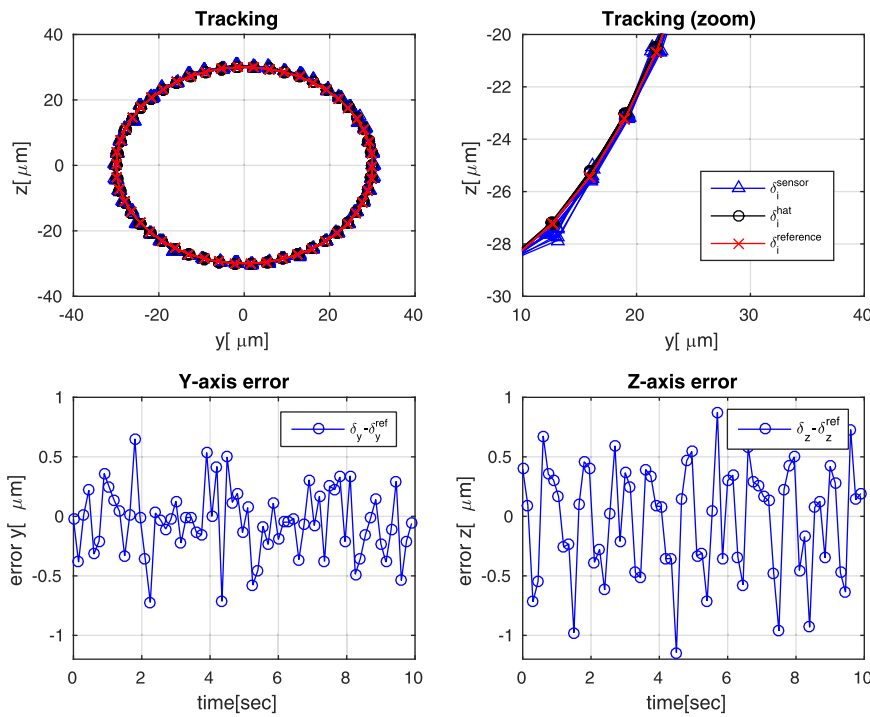 Tracking
z[ μm]
40
20
0
-20
-40
-40
-20
0
20
40
y[ μm]
Tracking (zoom)
z[ μm]
-20
-22
-24
-26
-28
-30
10
20
30
40
y[ μm]
δ_i^sensor
δ_i^hat
δ_i^reference
Y-axis error
error y[ μm]
1
0.5
0
-0.5
-1
0
2
4
6
8
10
time[sec]
δ_y-δ_y^ref
Z-axis error
error z[ μm]
1
0.5
0
-0.5
-1
0
2
4
6
8
10
time[sec]
δ_z-δ_z^ref